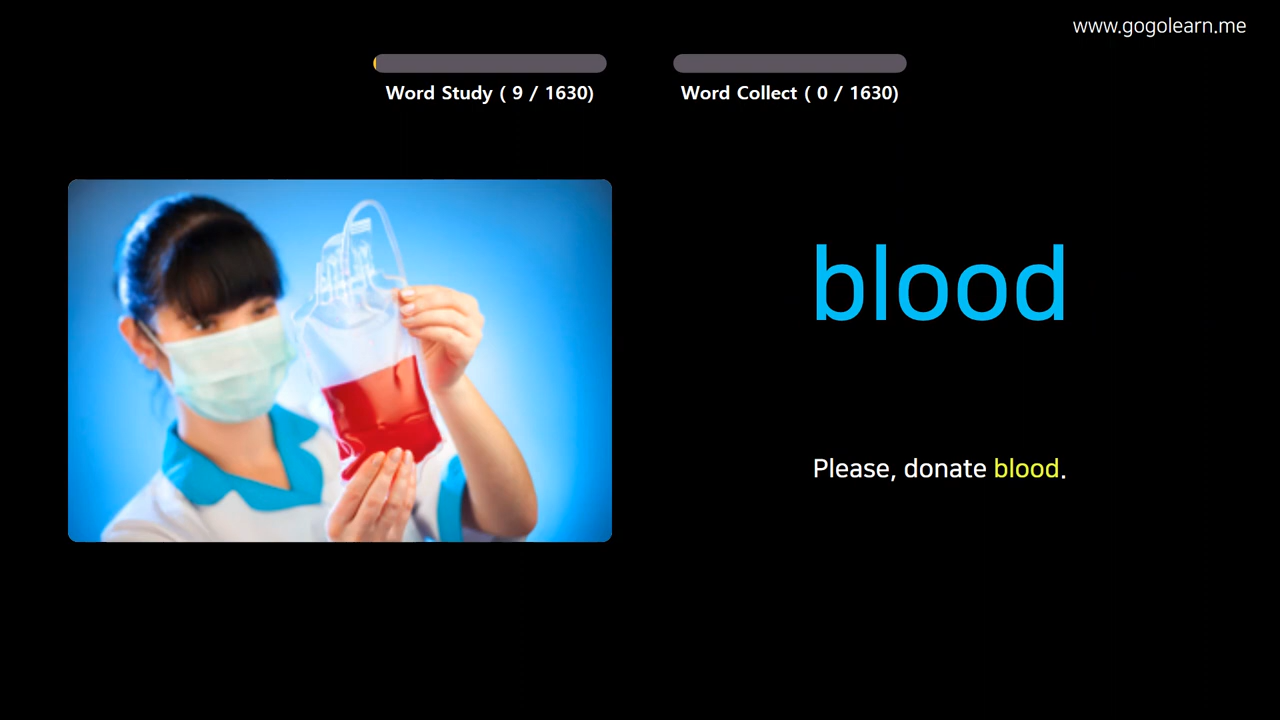 www.gogolearn.me
Word Study ( 9 / 1630)
Word Collect ( 0 / 1630)
blood
Please, donate blood.